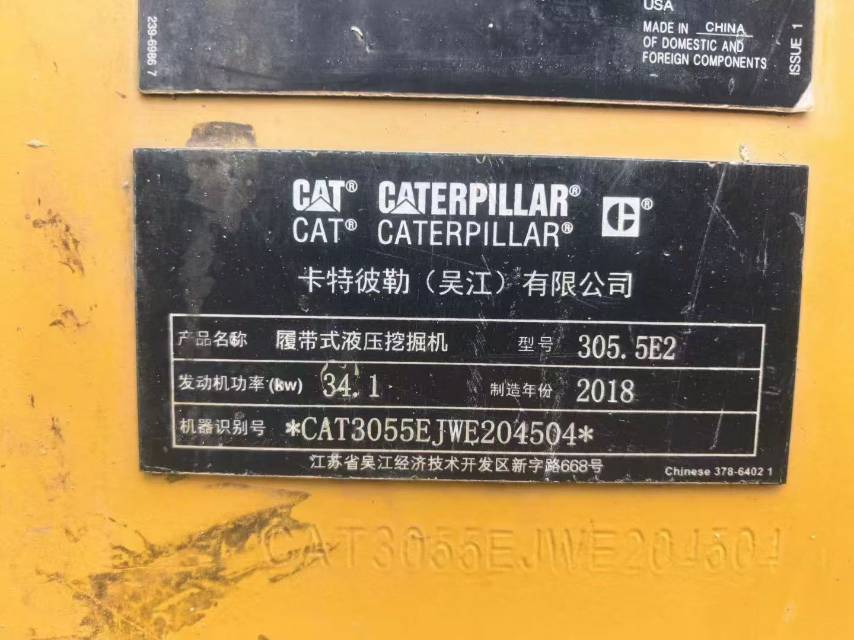 239-6986 7
USA
MADE IN CHINA
OF DOMESTIC AND
FOREIGN COMPONENTS
ISSUE 1
CAT® CATERPILLAR® C®
CAT® CATERPILLAR®
卡特彼勒（吴江）有限公司
产品名称 履带式液压挖掘机 型号 305.5E2
发动机功率(kw) 34.1 制造年份 2018
机器识别号 *CAT3055EJWE204504*
江苏省吴江经济技术开发区新字路668号
Chinese 378-6402 1
CAT3055EJWE204504